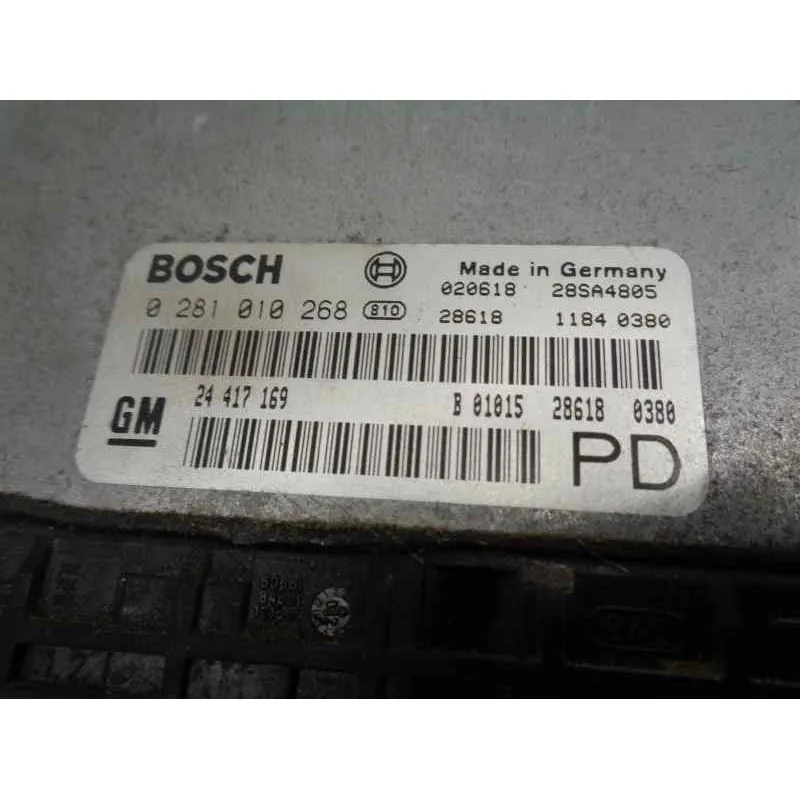 BOSCH
Made in Germany
020618 28SA4805
0 281 010 268 810
28618 1184 0380
24 417 169
B 01015 28618 0380
GM
PD